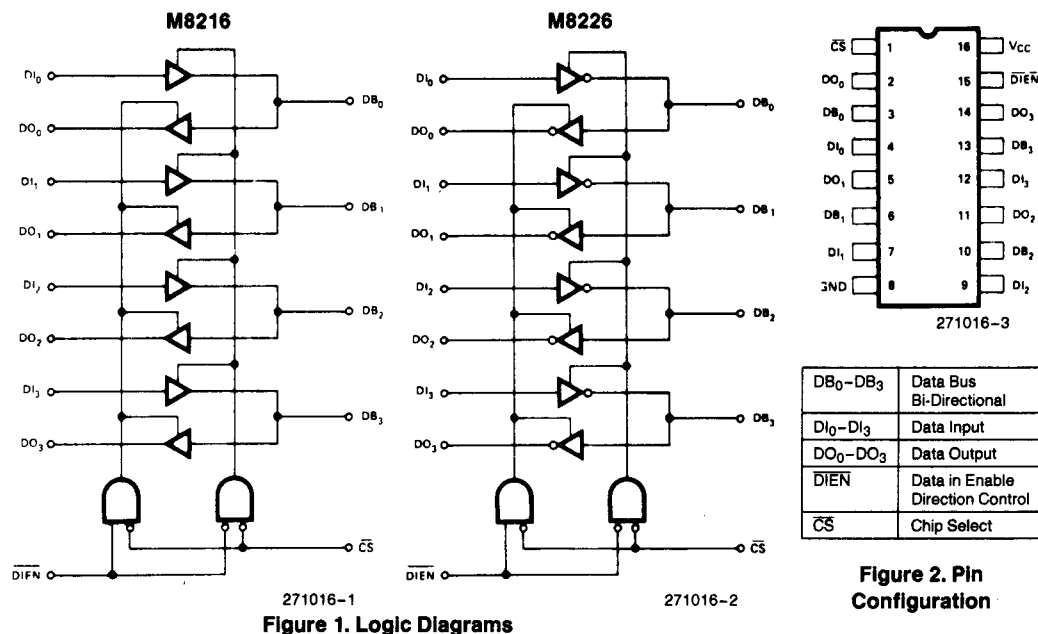 M8216
DI0
DB0
DO0
DI1
DB1
DO1
DI2
DB2
DO2
DI3
DB3
DO3
CS
DIEN
271016-1
M8226
DI0
DB0
DO0
DI1
DB1
DO1
DI2
DB2
DO2
DI3
DB3
DO3
CS
DIEN
271016-2
Figure 1. Logic Diagrams
CS 1 16 VCC
DO0 2 15 DIEN
DB0 3 14 DO3
DI0 4 13 DB3
DO1 5 12 DI3
DB1 6 11 DO2
DI1 7 10 DB2
GND 8 9 DI2
271016-3
DB0–DB3 Data Bus
Bi-Directional
DI0–DI3 Data Input
DO0–DO3 Data Output
DIEN Data in Enable
Direction Control
CS Chip Select
Figure 2. Pin
Configuration